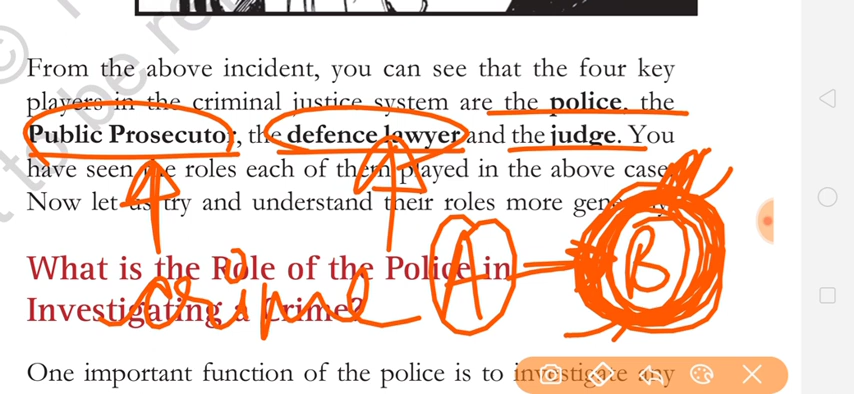 From the above incident, you can see that the four key
players in the criminal justice system are the police, the
Public Prosecutor, the defence lawyer and the judge. You
have seen the roles each of them played in the above case.
Now let us try and understand their roles more generally.
What is the Role of the Police in
A
B
Investigating a Crime?
crime
One important function of the police is to investigate any